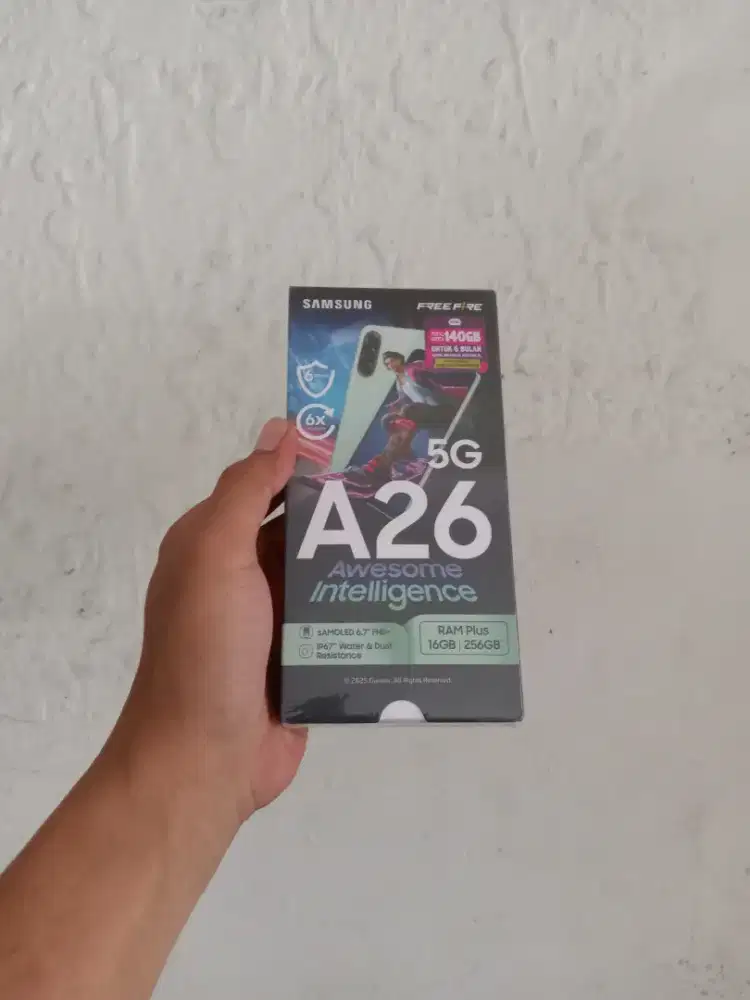 SAMSUNG
FREE FIRE
140GB
UNTUK 6 BULAN
6
6x
5G
A26
Awesome
Intelligence
sAMOLED 6.7" FHD+
IP67* Water & Dust
Resistance
RAM Plus
16GB | 256GB
© 2025 Garena. All Rights Reserved.